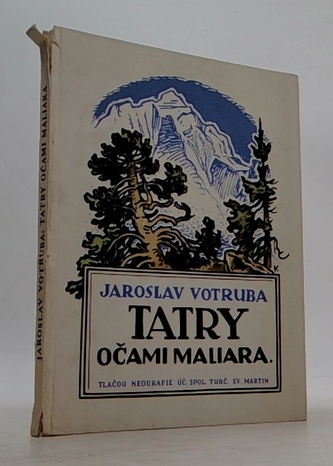 JAROSLAV VOTRUBA: TATRY OČAMI MALIARA
JAROSLAV VOTRUBA
TATRY
OČAMI MALIARA.
TLAČOU NEOGRAFIE ÚČ. SPOL. TURČ. SV. MARTIN